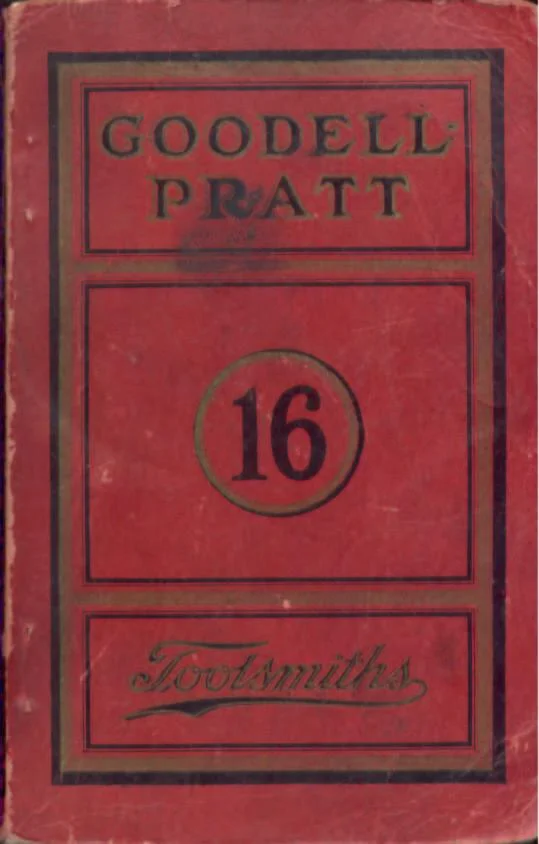 GOODELL-
PRATT
16
Toolsmiths